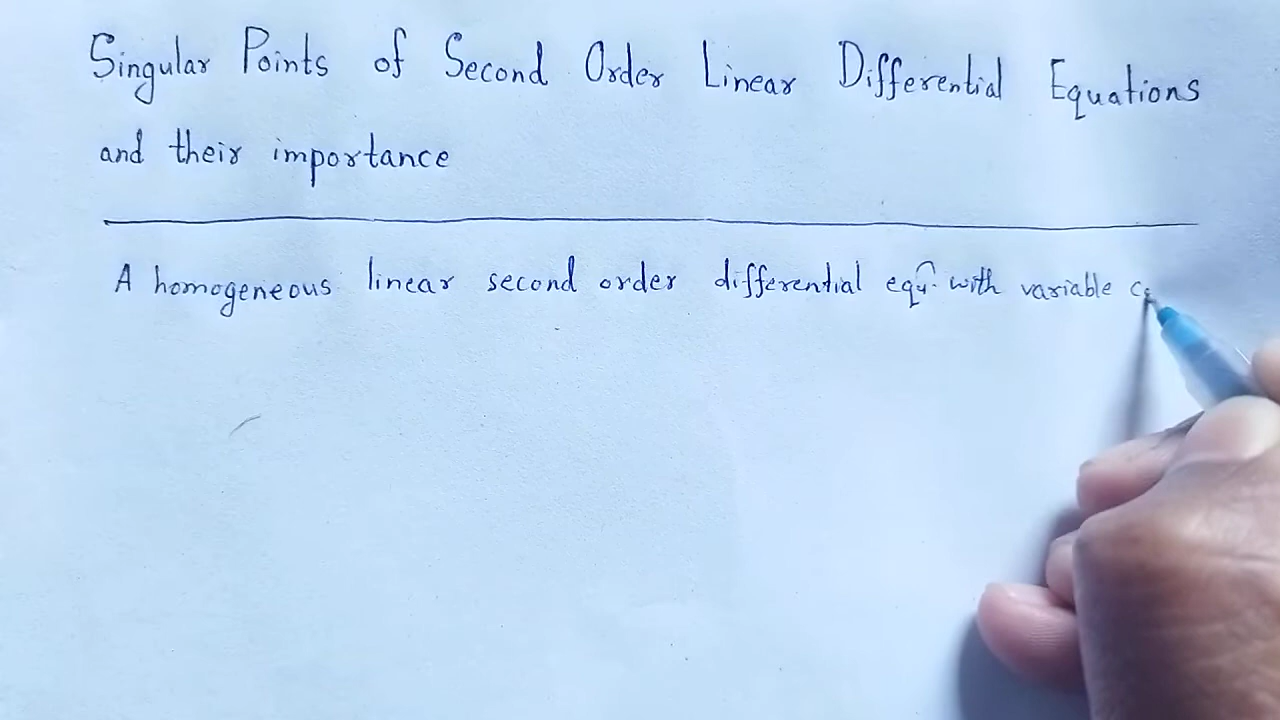 Singular Points of Second Order Linear Differential Equations
and their importance
A homogeneous linear second order differential equn. with variable